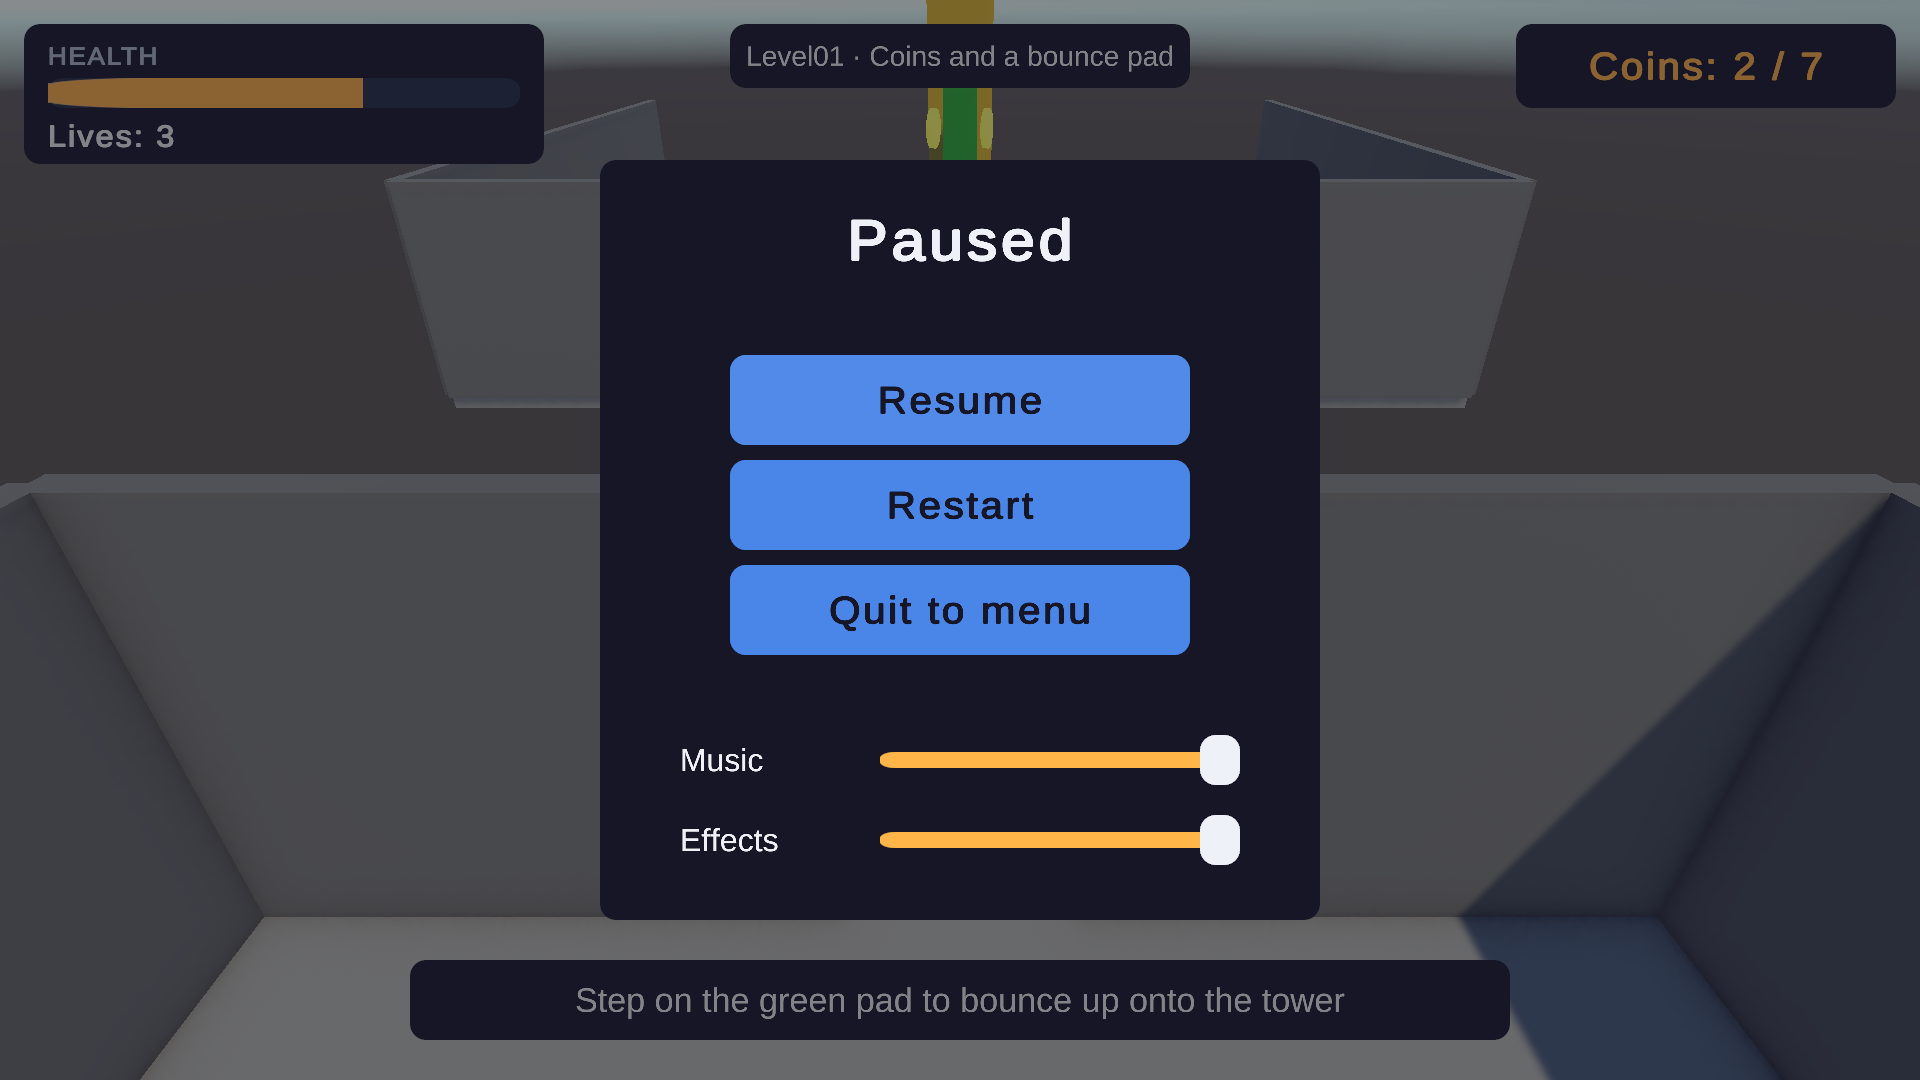 HEALTH
Lives: 3
Level01 · Coins and a bounce pad
Coins: 2 / 7
Paused
Resume
Restart
Quit to menu
Music
Effects
Step on the green pad to bounce up onto the tower